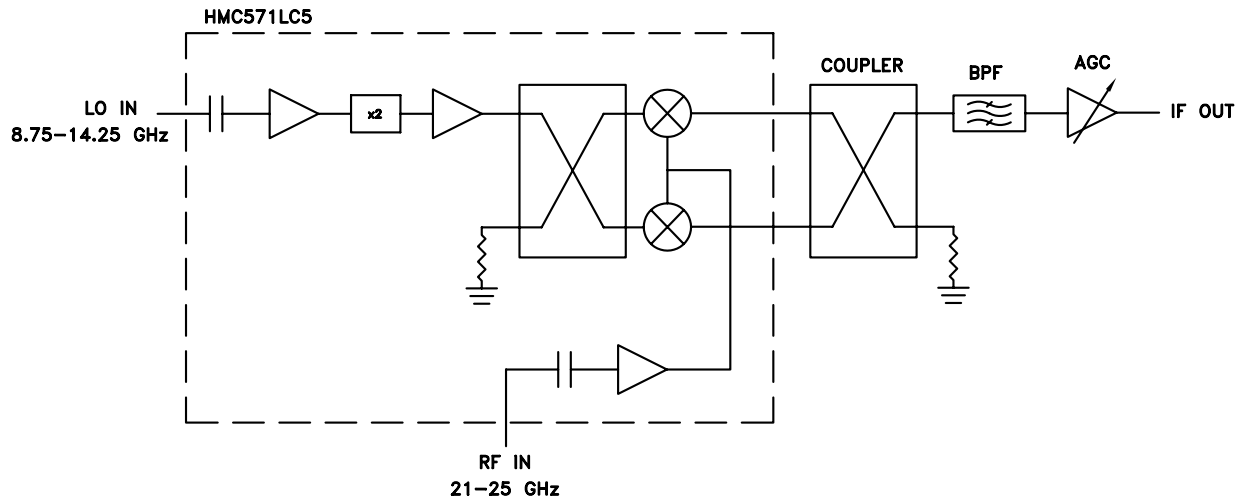 HMC571LC5
LO IN
8.75-14.25 GHz
x2
COUPLER
BPF
AGC
IF OUT
RF IN
21-25 GHz